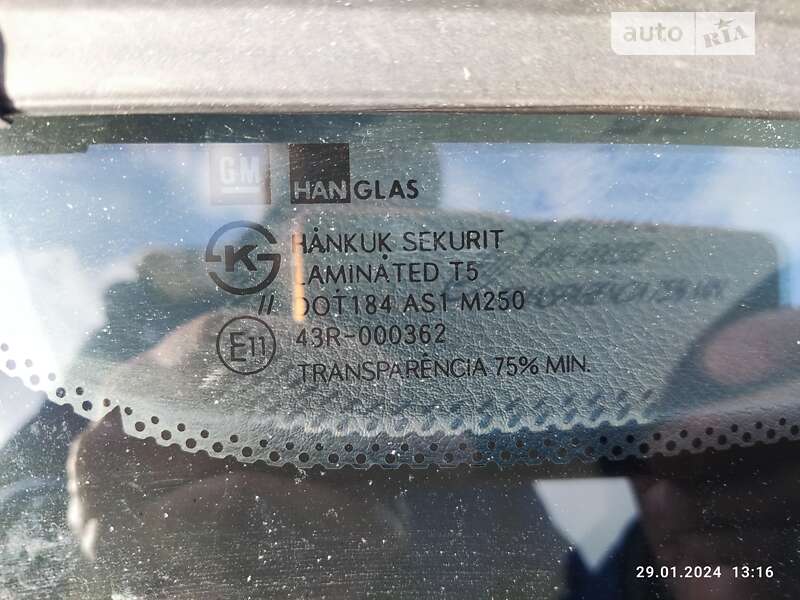 auto RIA
GM HANGLAS
KS HANKUK SEKURIT
LAMINATED T5
// DOT184 AS1 M250
E11 43R-000362
TRANSPARÊNCIA 75% MIN.
29.01.2024 13:16